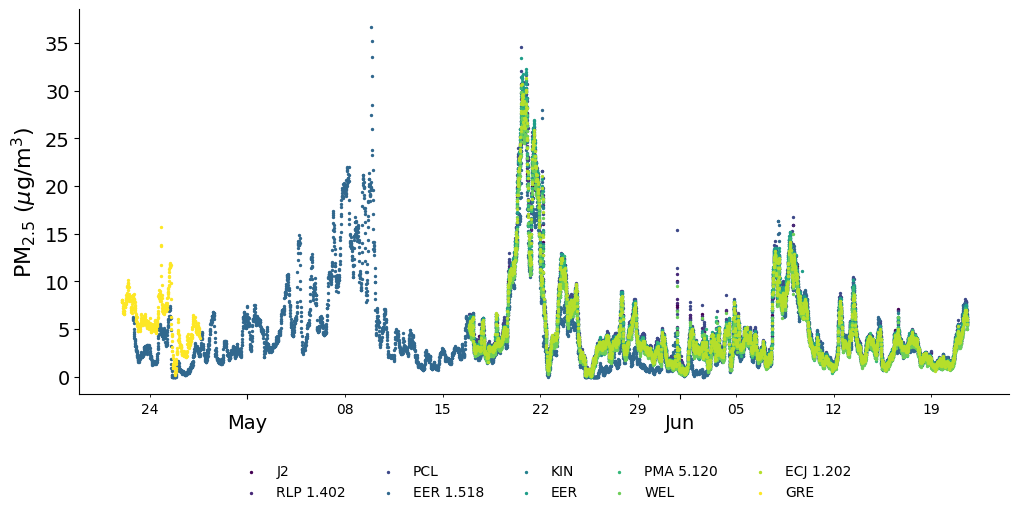 PM2.5 (μg/m3)
35
30
25
20
15
10
5
0
24 08 15 22 29 05 12 19
May Jun
J2 PCL KIN PMA 5.120 ECJ 1.202
RLP 1.402 EER 1.518 EER WEL GRE